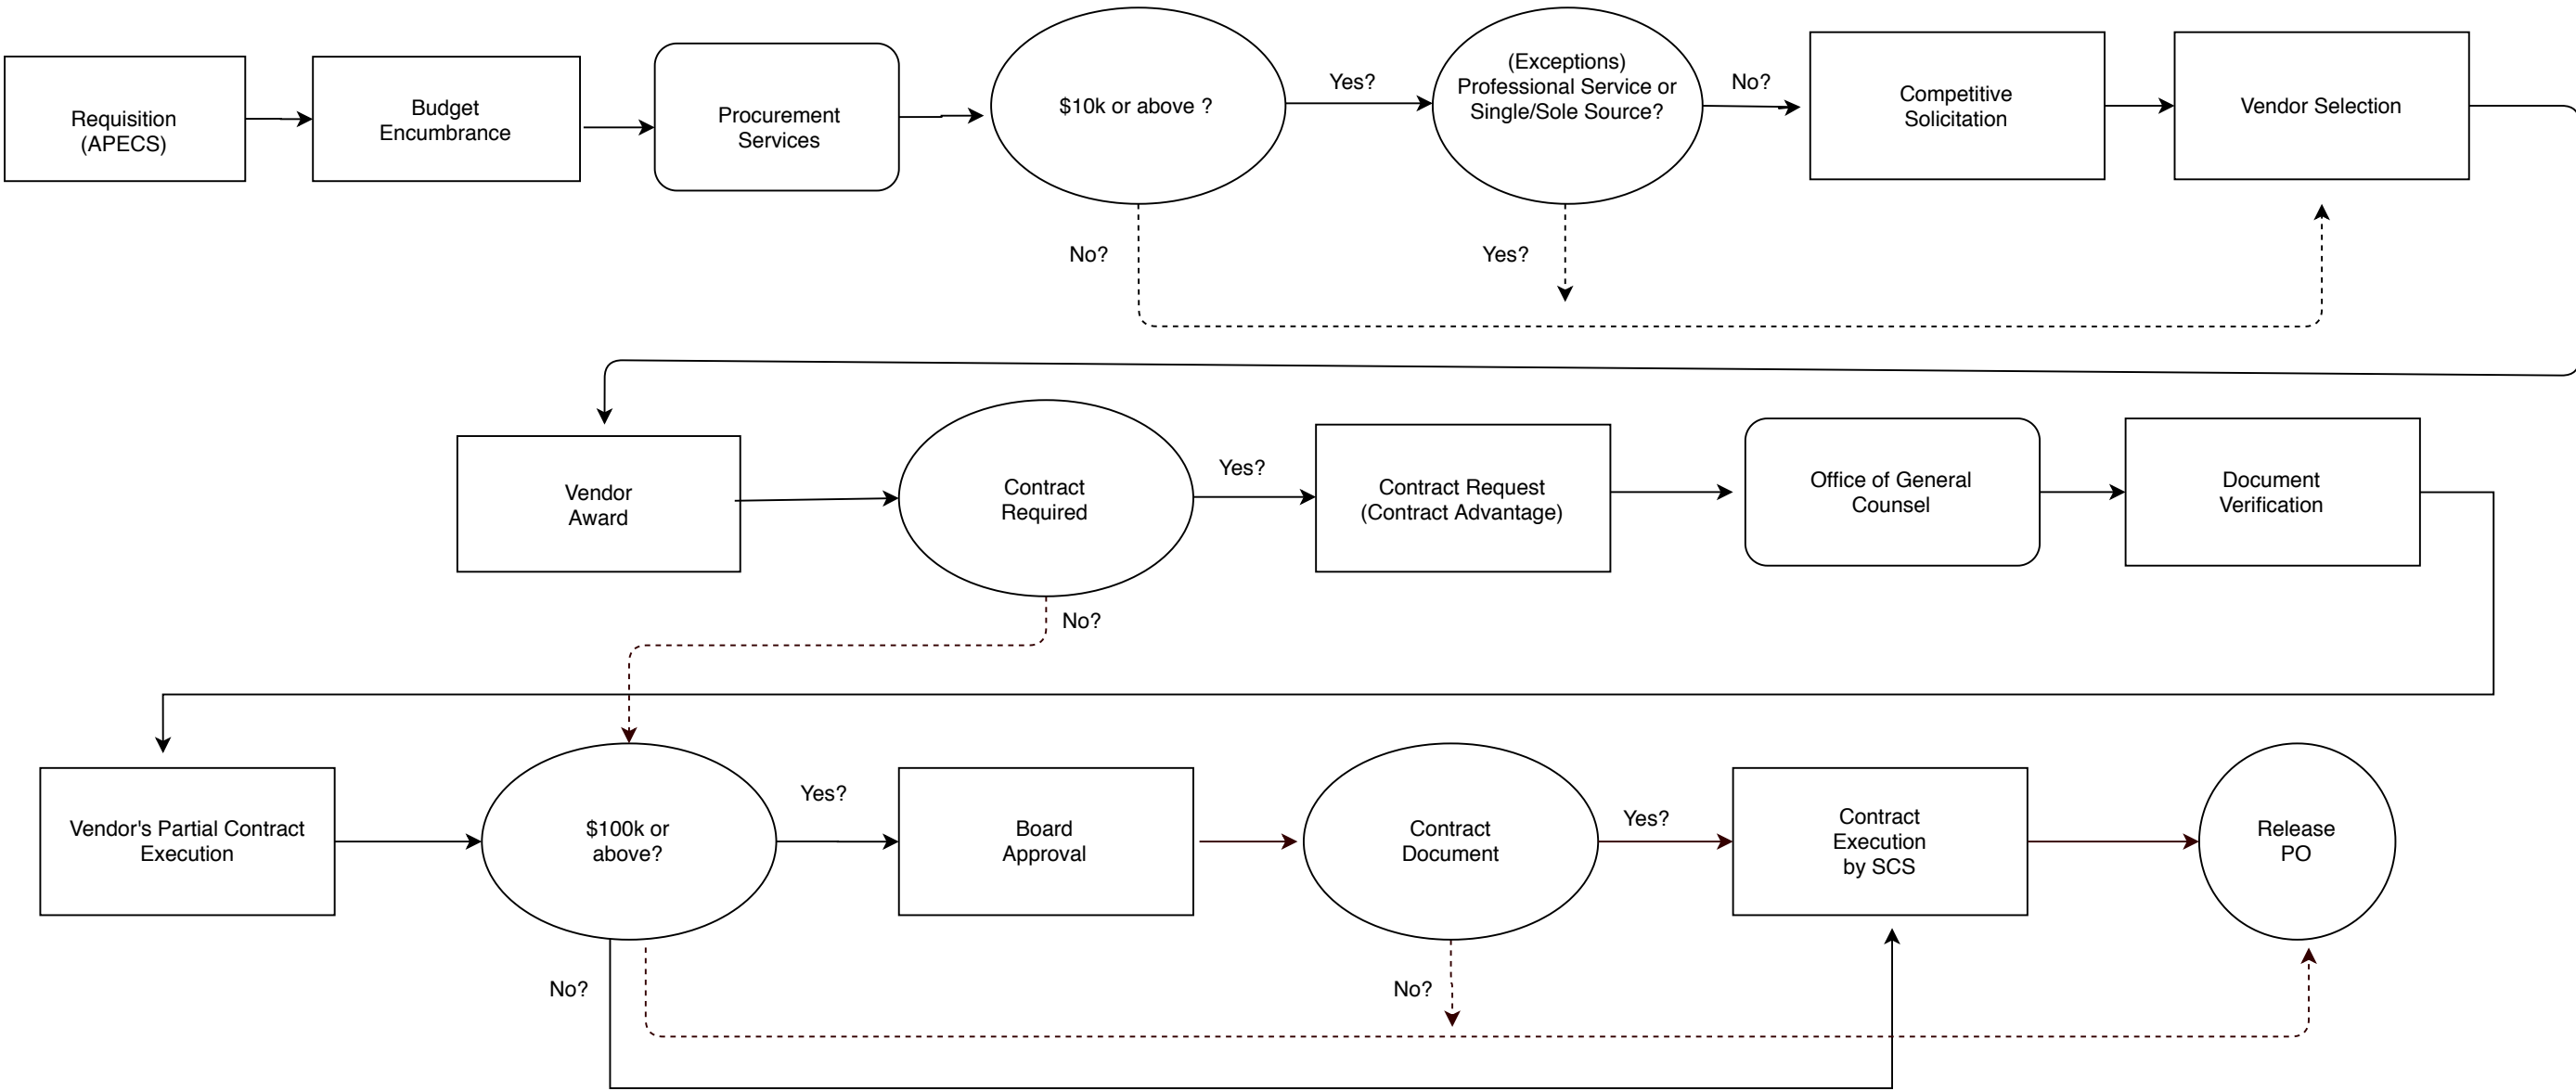 Requisition
(APECS)
Budget
Encumbrance
Procurement
Services
$10k or above ?
Yes?
(Exceptions)
Professional Service or
Single/Sole Source?
No?
Competitive
Solicitation
Vendor Selection
No?
Yes?
Vendor
Award
Contract
Required
Yes?
Contract Request
(Contract Advantage)
Office of General
Counsel
Document
Verification
No?
Vendor's Partial Contract
Execution
$100k or
above?
Yes?
Board
Approval
Contract
Document
Yes?
Contract
Execution
by SCS
Release
PO
No?
No?